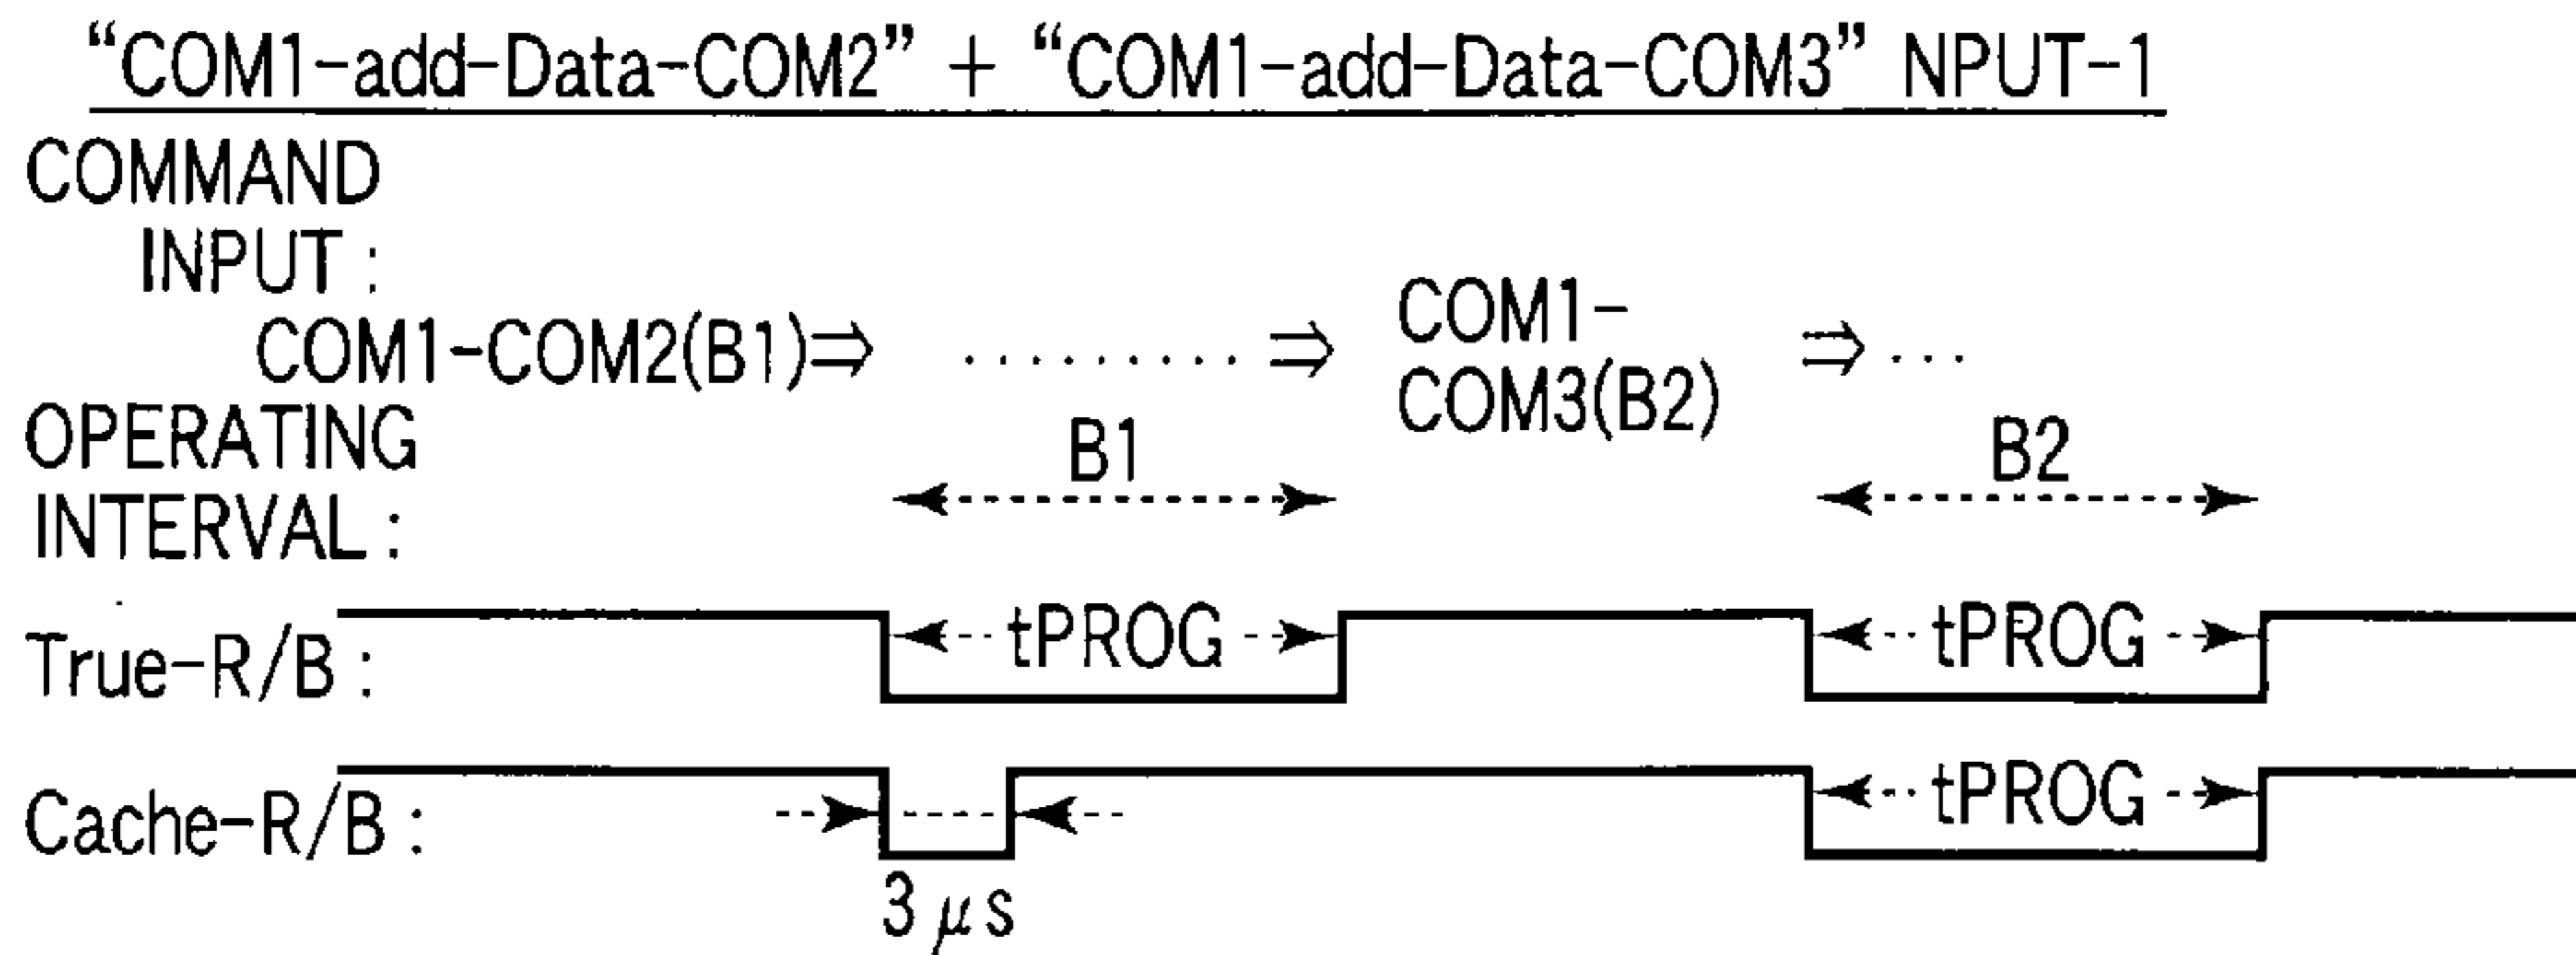 “COM1-add-Data-COM2” + “COM1-add-Data-COM3” NPUT-1
COMMAND
INPUT :
COM1-COM2(B1)⇒ ········· ⇒ COM1- ⇒ ···
COM3(B2)
OPERATING
INTERVAL :
B1 B2
True-R/B : tPROG tPROG
Cache-R/B : tPROG
3 μs